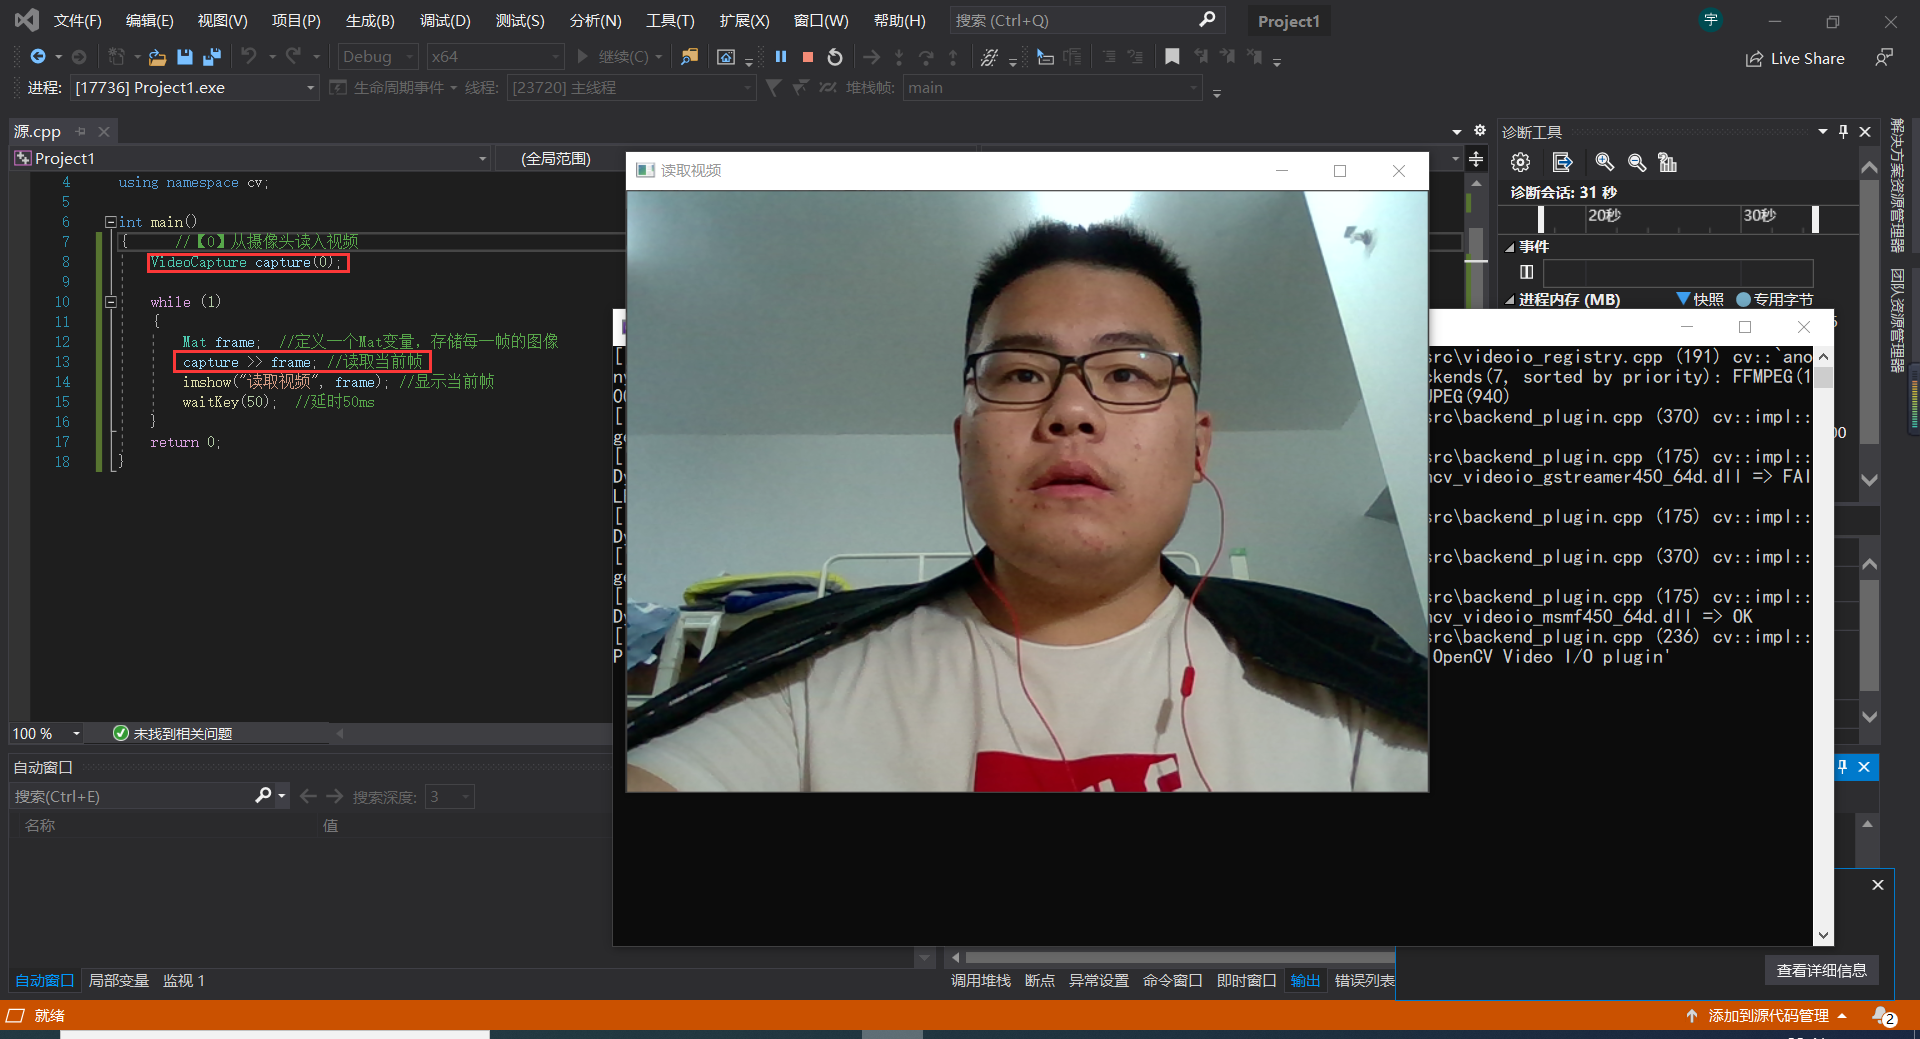 文件(F) 编辑(E) 视图(V) 项目(P) 生成(B) 调试(D) 测试(S) 分析(N) 工具(T) 扩展(X) 窗口(W) 帮助(H) 搜索 (Ctrl+Q) Project1 宇
Debug x64 继续(C) Live Share
进程: [17736] Project1.exe 生命周期事件 线程: [23720] 主线程 堆栈帧: main
源.cpp
Project1 (全局范围)
4 using namespace cv;
5
6 int main()
7 { //【0】从摄像头读入视频
8 VideoCapture capture(0);
9
10 while (1)
11 {
12 Mat frame; //定义一个Mat变量，存储每一帧的图像
13 capture >> frame; //读取当前帧
14 imshow("读取视频", frame); //显示当前帧
15 waitKey(50); //延时50ms
16 }
17 return 0;
18 }
100 % 未找到相关问题
读取视频
诊断工具
诊断会话: 31 秒
20秒 30秒
事件
进程内存 (MB) 快照 专用字节
解决方案资源管理器
团队资源管理器
src\videoio_registry.cpp (191) cv::`ano
kends(7, sorted by priority): FFMPEG(1
JPEG(940)
src\backend_plugin.cpp (370) cv::impl::
src\backend_plugin.cpp (175) cv::impl::
ncv_videoio_gstreamer450_64d.dll => FAI
src\backend_plugin.cpp (175) cv::impl::
src\backend_plugin.cpp (370) cv::impl::
src\backend_plugin.cpp (175) cv::impl::
ncv_videoio_msmf450_64d.dll => OK
src\backend_plugin.cpp (236) cv::impl::
OpenCV Video I/O plugin'
自动窗口
搜索(Ctrl+E) 搜索深度: 3
名称 值
自动窗口 局部变量 监视 1
调用堆栈 断点 异常设置 命令窗口 即时窗口 输出 错误列表
查看详细信息
就绪 添加到源代码管理 2